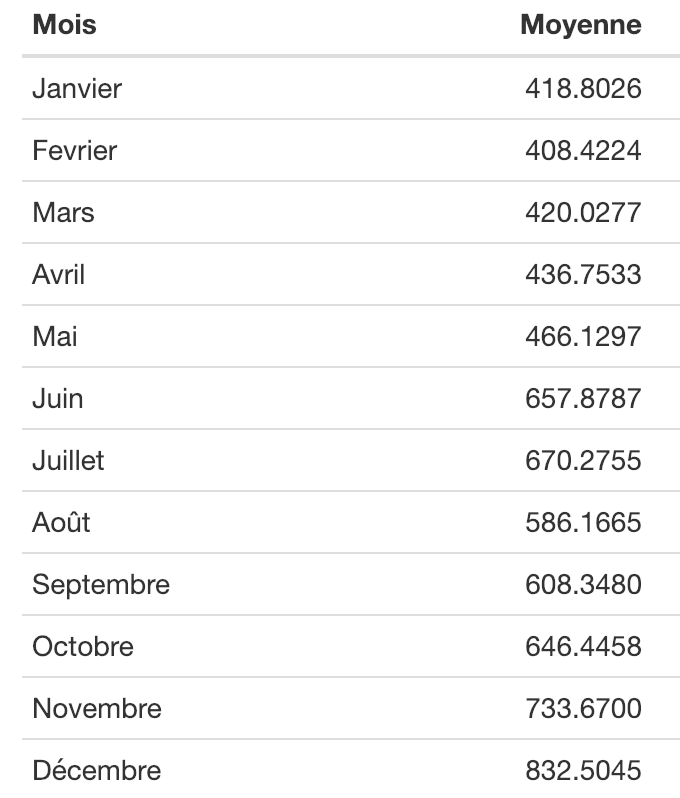 Mois Moyenne
Janvier 418.8026
Fevrier 408.4224
Mars 420.0277
Avril 436.7533
Mai 466.1297
Juin 657.8787
Juillet 670.2755
Août 586.1665
Septembre 608.3480
Octobre 646.4458
Novembre 733.6700
Décembre 832.5045